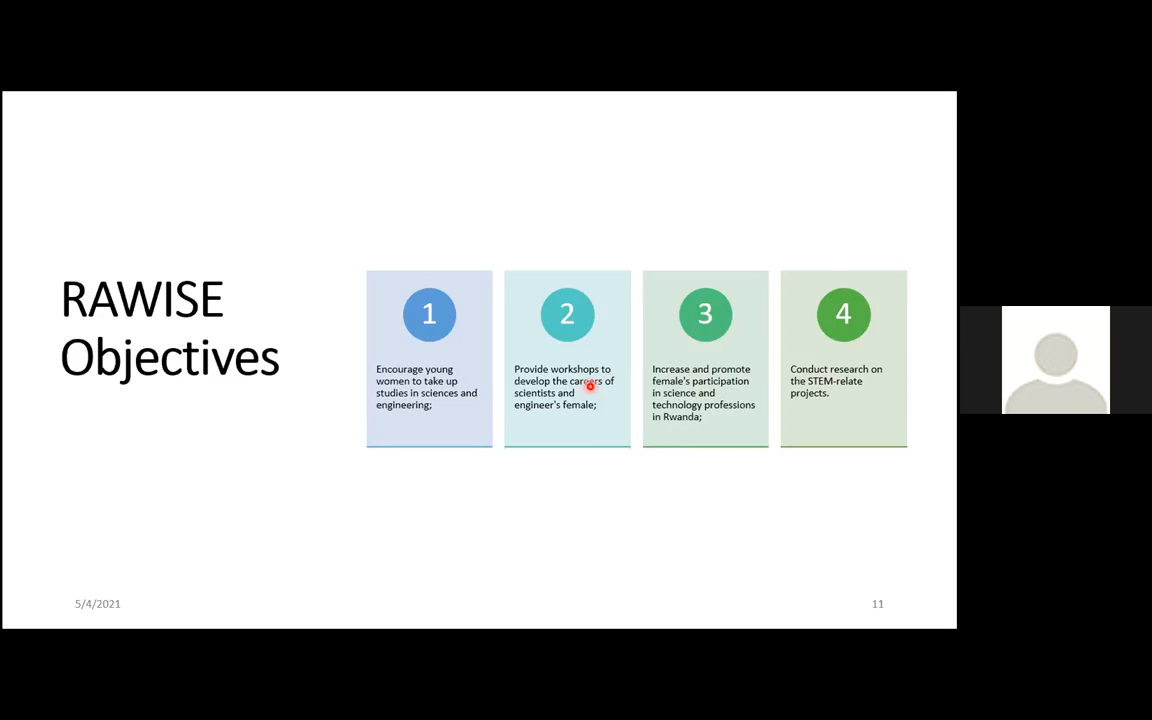 RAWISE
Objectives
1
Encourage young
women to take up
studies in sciences and
engineering;
2
Provide workshops to
develop the careers of
scientists and
engineer's female;
3
Increase and promote
female's participation
in science and
technology professions
in Rwanda;
4
Conduct research on
the STEM-relate
projects.
5/4/2021
11